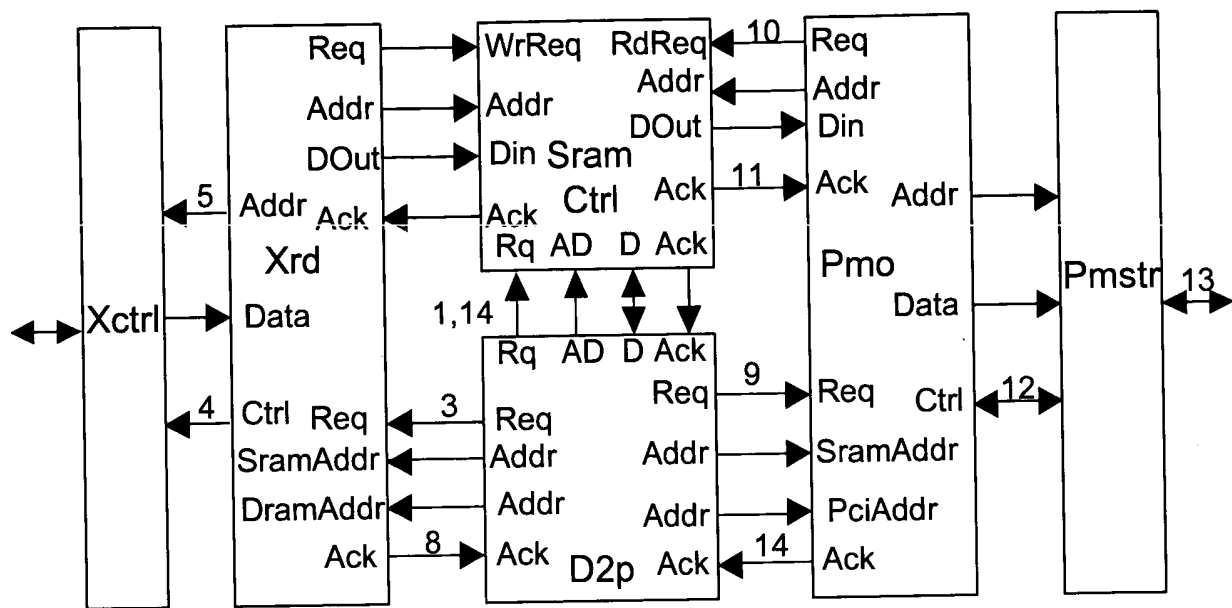 Req
WrReq
RdReq
10
Req
Addr
Addr
Addr
Addr
DOut
Din
DOut
Din
Sram
Ctrl
5
Addr
Ack
Ack
Ack
11
Ack
Addr
Xrd
Rq AD D Ack
Pmo
Pmstr
13
Xctrl
Data
1,14
Data
Rq AD D Ack
4
Ctrl
Req
3
Req
Req
9
Req
Ctrl
12
SramAddr
Addr
Addr
SramAddr
DramAddr
Addr
Addr
PciAddr
Ack
8
Ack
D2p
Ack
14
Ack